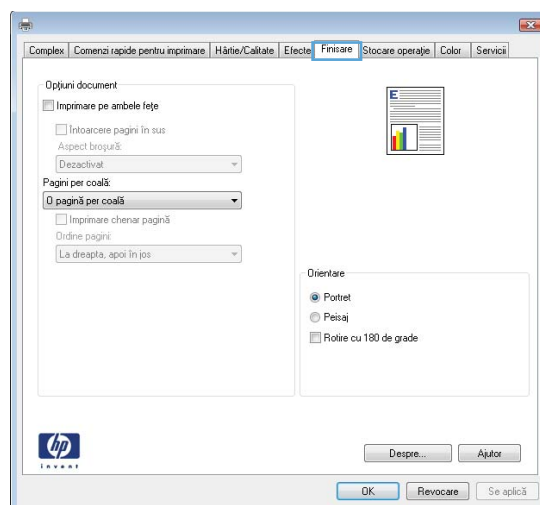 Complex Comenzi rapide pentru imprimare Hârtie/Calitate Efecte Finisare Stocare operaţie Color Servicii
Opţiuni document
Imprimare pe ambele feţe
Întoarcere pagini în sus
Aspect broşură:
Dezactivat
Pagini per coală:
O pagină per coală
Imprimare chenar pagină
Ordine pagini:
La dreapta, apoi în jos
E
Orientare
Portret
Peisaj
Rotire cu 180 de grade
hp
invent
Despre... Ajutor
OK Revocare Se aplică